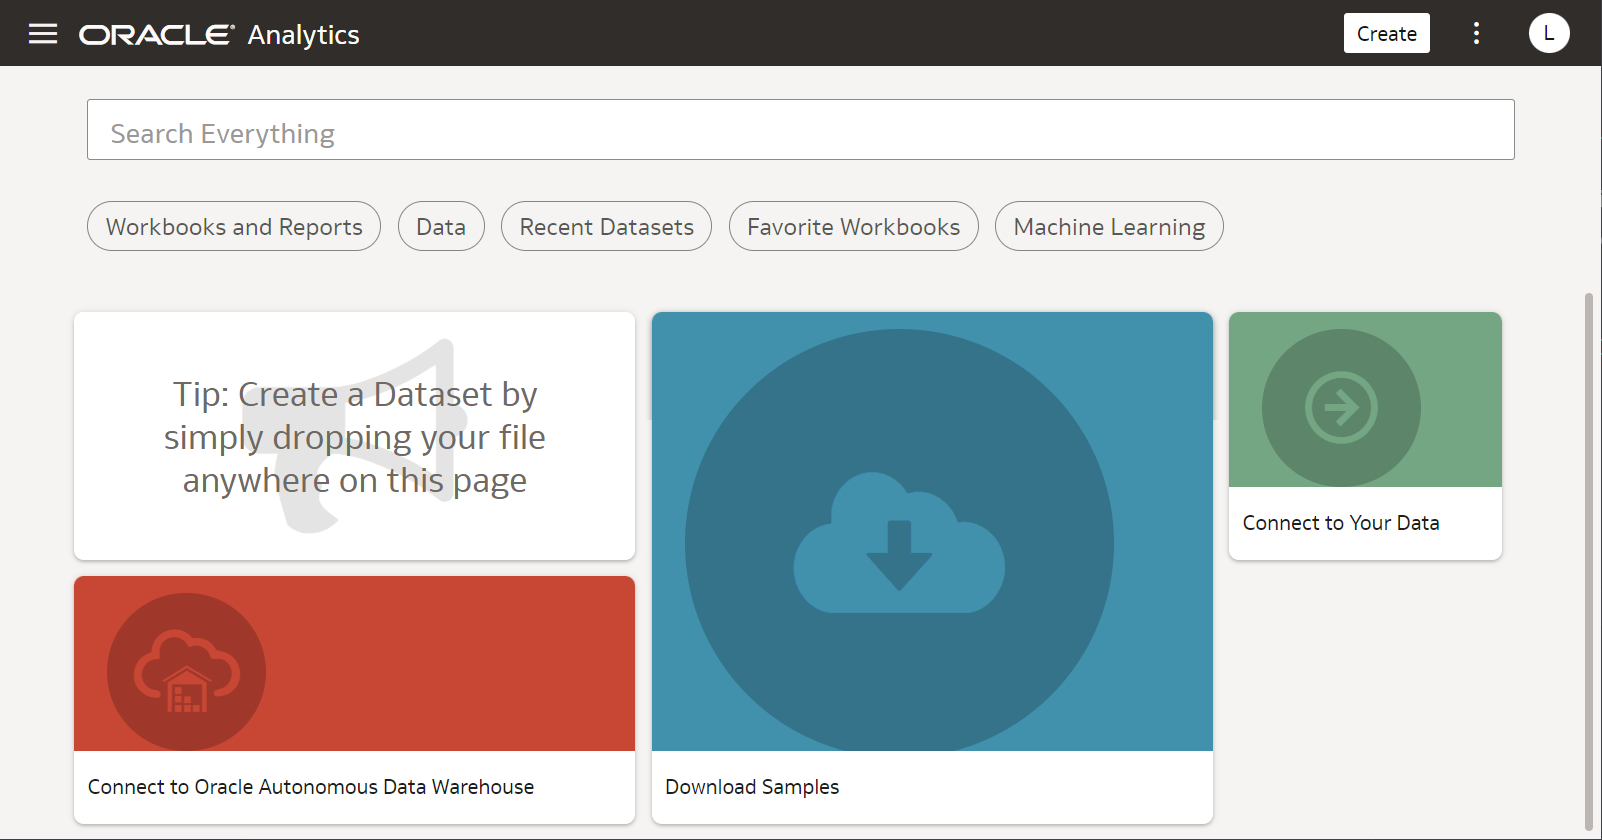 ORACLE Analytics
Create
L
Search Everything
Workbooks and Reports
Data
Recent Datasets
Favorite Workbooks
Machine Learning
Tip: Create a Dataset by
simply dropping your file
anywhere on this page
Connect to Your Data
Connect to Oracle Autonomous Data Warehouse
Download Samples